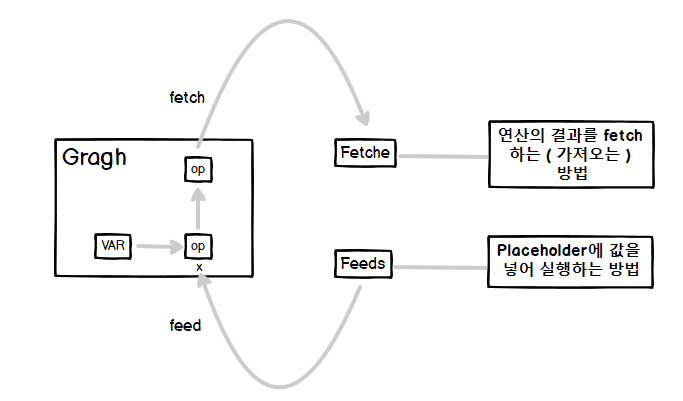 fetch
Gragh
op
VAR
op
x
feed
Fetche
연산의 결과를 fetch
하는 ( 가져오는 )
방법
Feeds
Placeholder에 값을
넣어 실행하는 방법